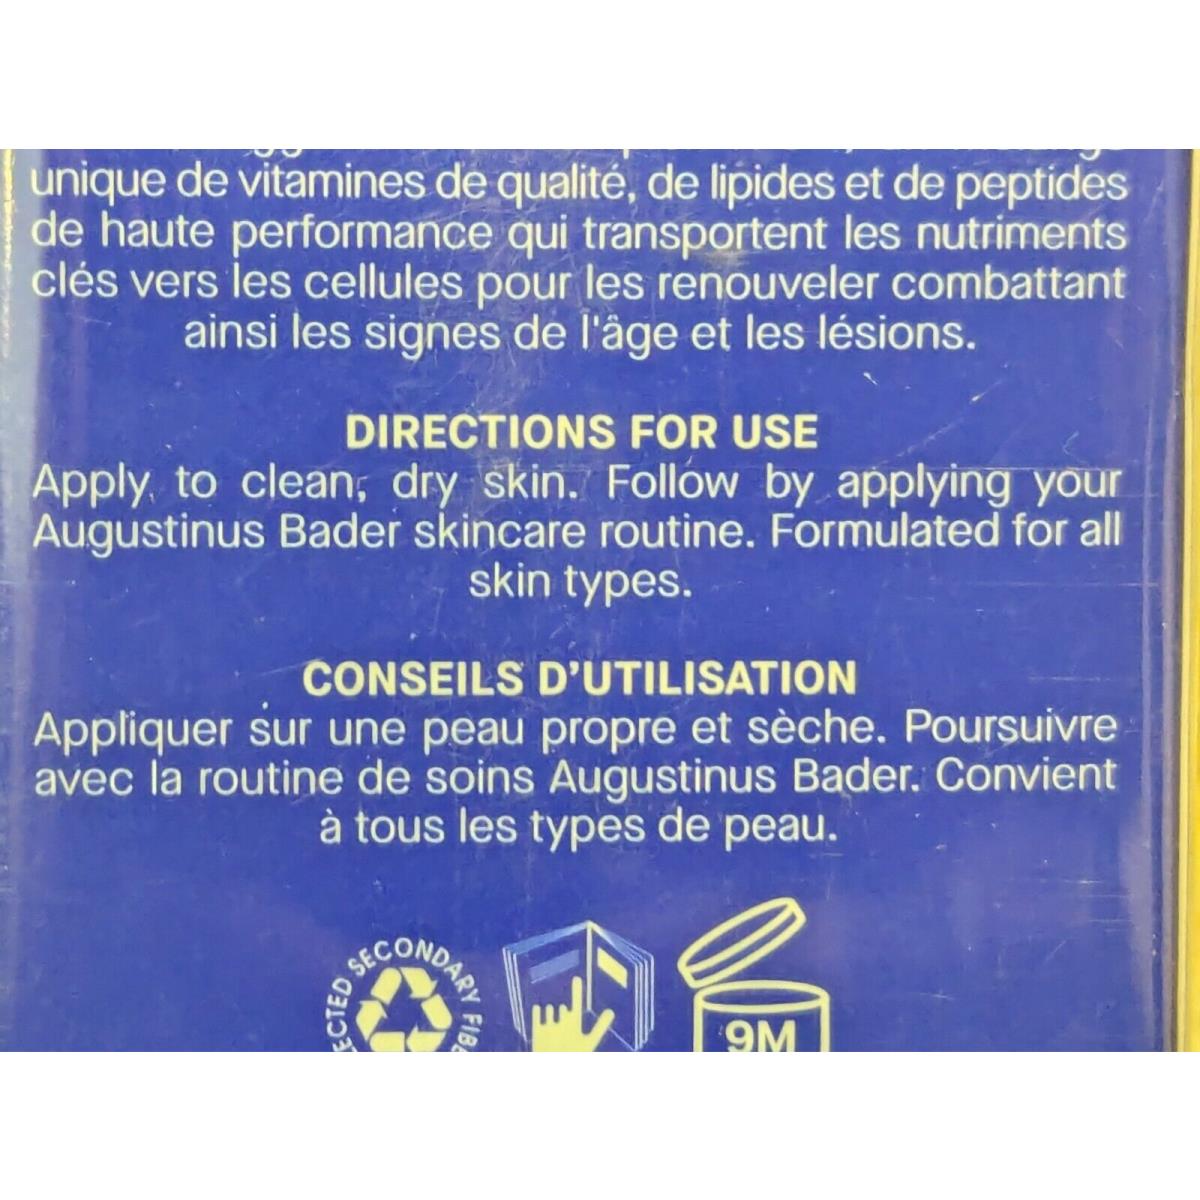 unique de vitamines de qualité, de lipides et de peptides
de haute performance qui transportent les nutriments
clés vers les cellules pour les renouveler combattant
ainsi les signes de l'âge et les lésions.
DIRECTIONS FOR USE
Apply to clean, dry skin. Follow by applying your
Augustinus Bader skincare routine. Formulated for all
skin types.
CONSEILS D’UTILISATION
Appliquer sur une peau propre et sèche. Poursuivre
avec la routine de soins Augustinus Bader. Convient
à tous les types de peau.
SECONDARY
9M